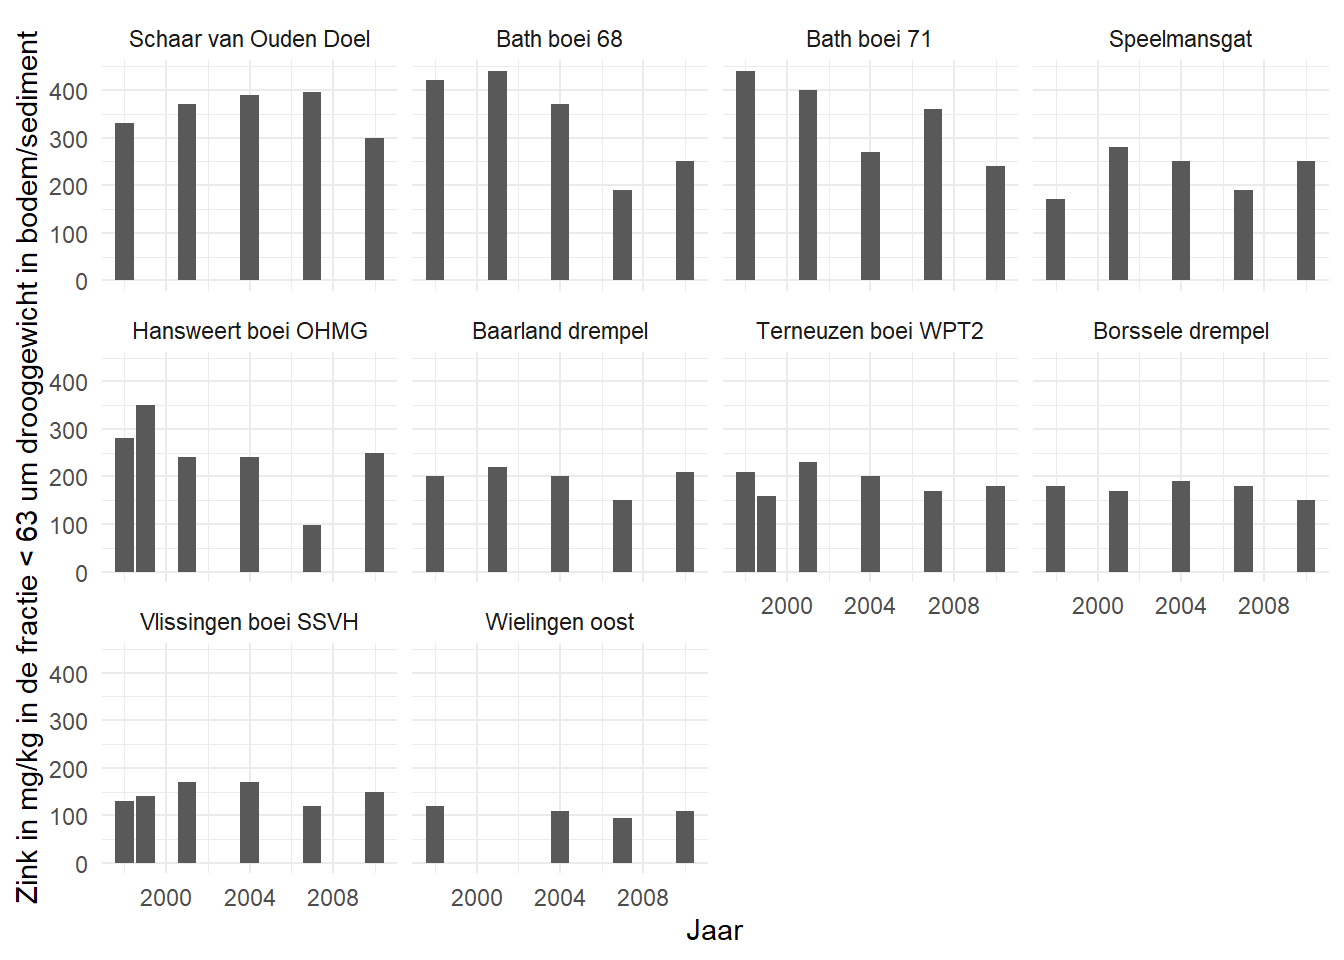 Zink in mg/kg in de fractie < 63 um drooggewicht in bodem/sediment
Schaar van Ouden Doel
Bath boei 68
Bath boei 71
Speelmansgat
400
300
200
100
0
Hansweert boei OHMG
Baarland drempel
Terneuzen boei WPT2
Borssele drempel
400
300
200
100
0
2000 2004 2008
2000 2004 2008
Vlissingen boei SSVH
Wielingen oost
400
300
200
100
0
2000 2004 2008
2000 2004 2008
Jaar